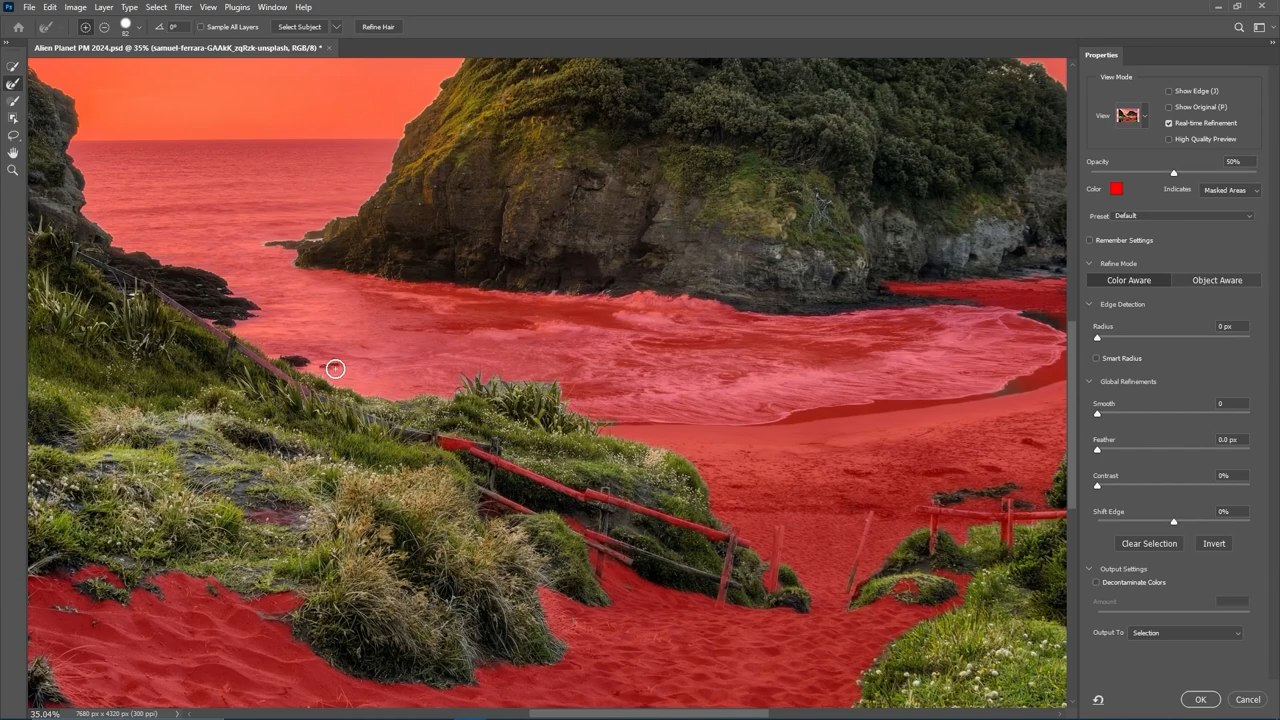 Ps File Edit Image Layer Type Select Filter View Plugins Window Help
82 0° Sample All Layers Select Subject Refine Hair
Alien Planet PM 2024.psd @ 35% (samuel-ferrara-GAAkK_zqRzk-unsplash, RGB/8) *
Properties
View Mode
Show Edge (J)
Show Original (P)
View
Real-time Refinement
High Quality Preview
Opacity 50%
Color Indicates Masked Areas
Preset Default
Remember Settings
Refine Mode
Color Aware Object Aware
Edge Detection
Radius 0 px
Smart Radius
Global Refinements
Smooth 0
Feather 0.0 px
Contrast 0%
Shift Edge 0%
Clear Selection Invert
Output Settings
Decontaminate Colors
Amount
Output To Selection
OK Cancel
35.04% 7680 px x 4320 px (300 ppi)